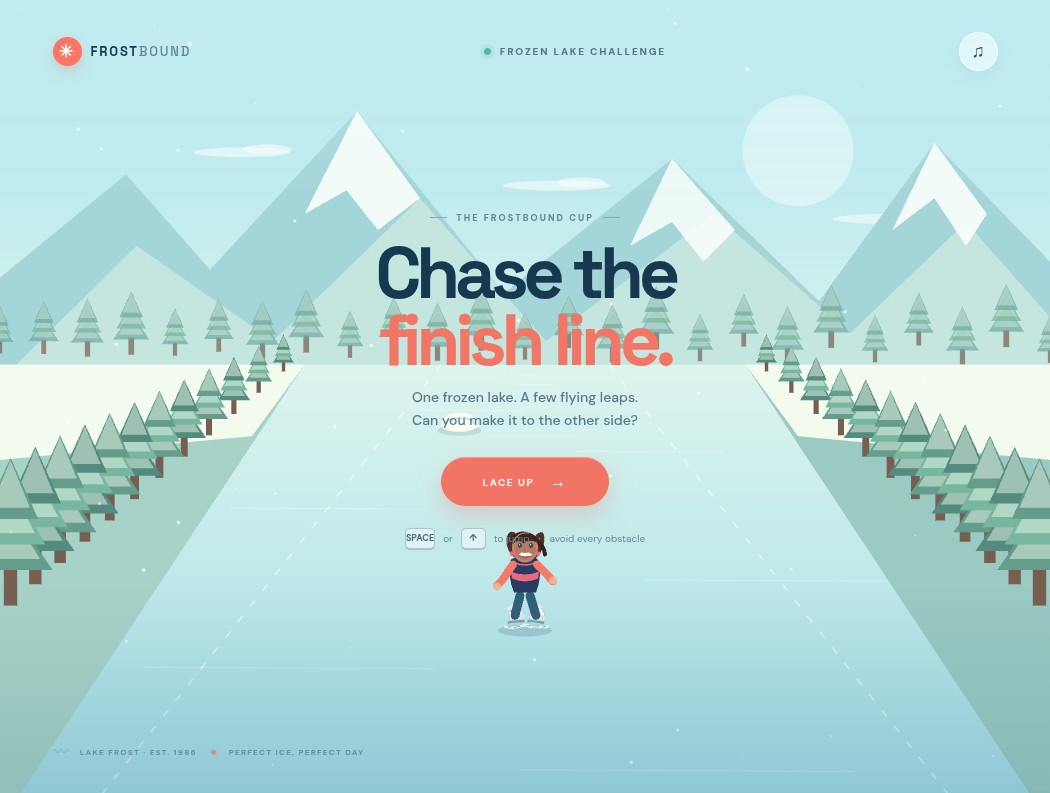 FROSTBOUND
FROZEN LAKE CHALLENGE
♫
THE FROSTBOUND CUP
Chase the
finish line.
One frozen lake. A few flying leaps.
Can you make it to the other side?
LACE UP →
SPACE or ↑ to jump avoid every obstacle
LAKE FROST · EST. 1986 PERFECT ICE, PERFECT DAY